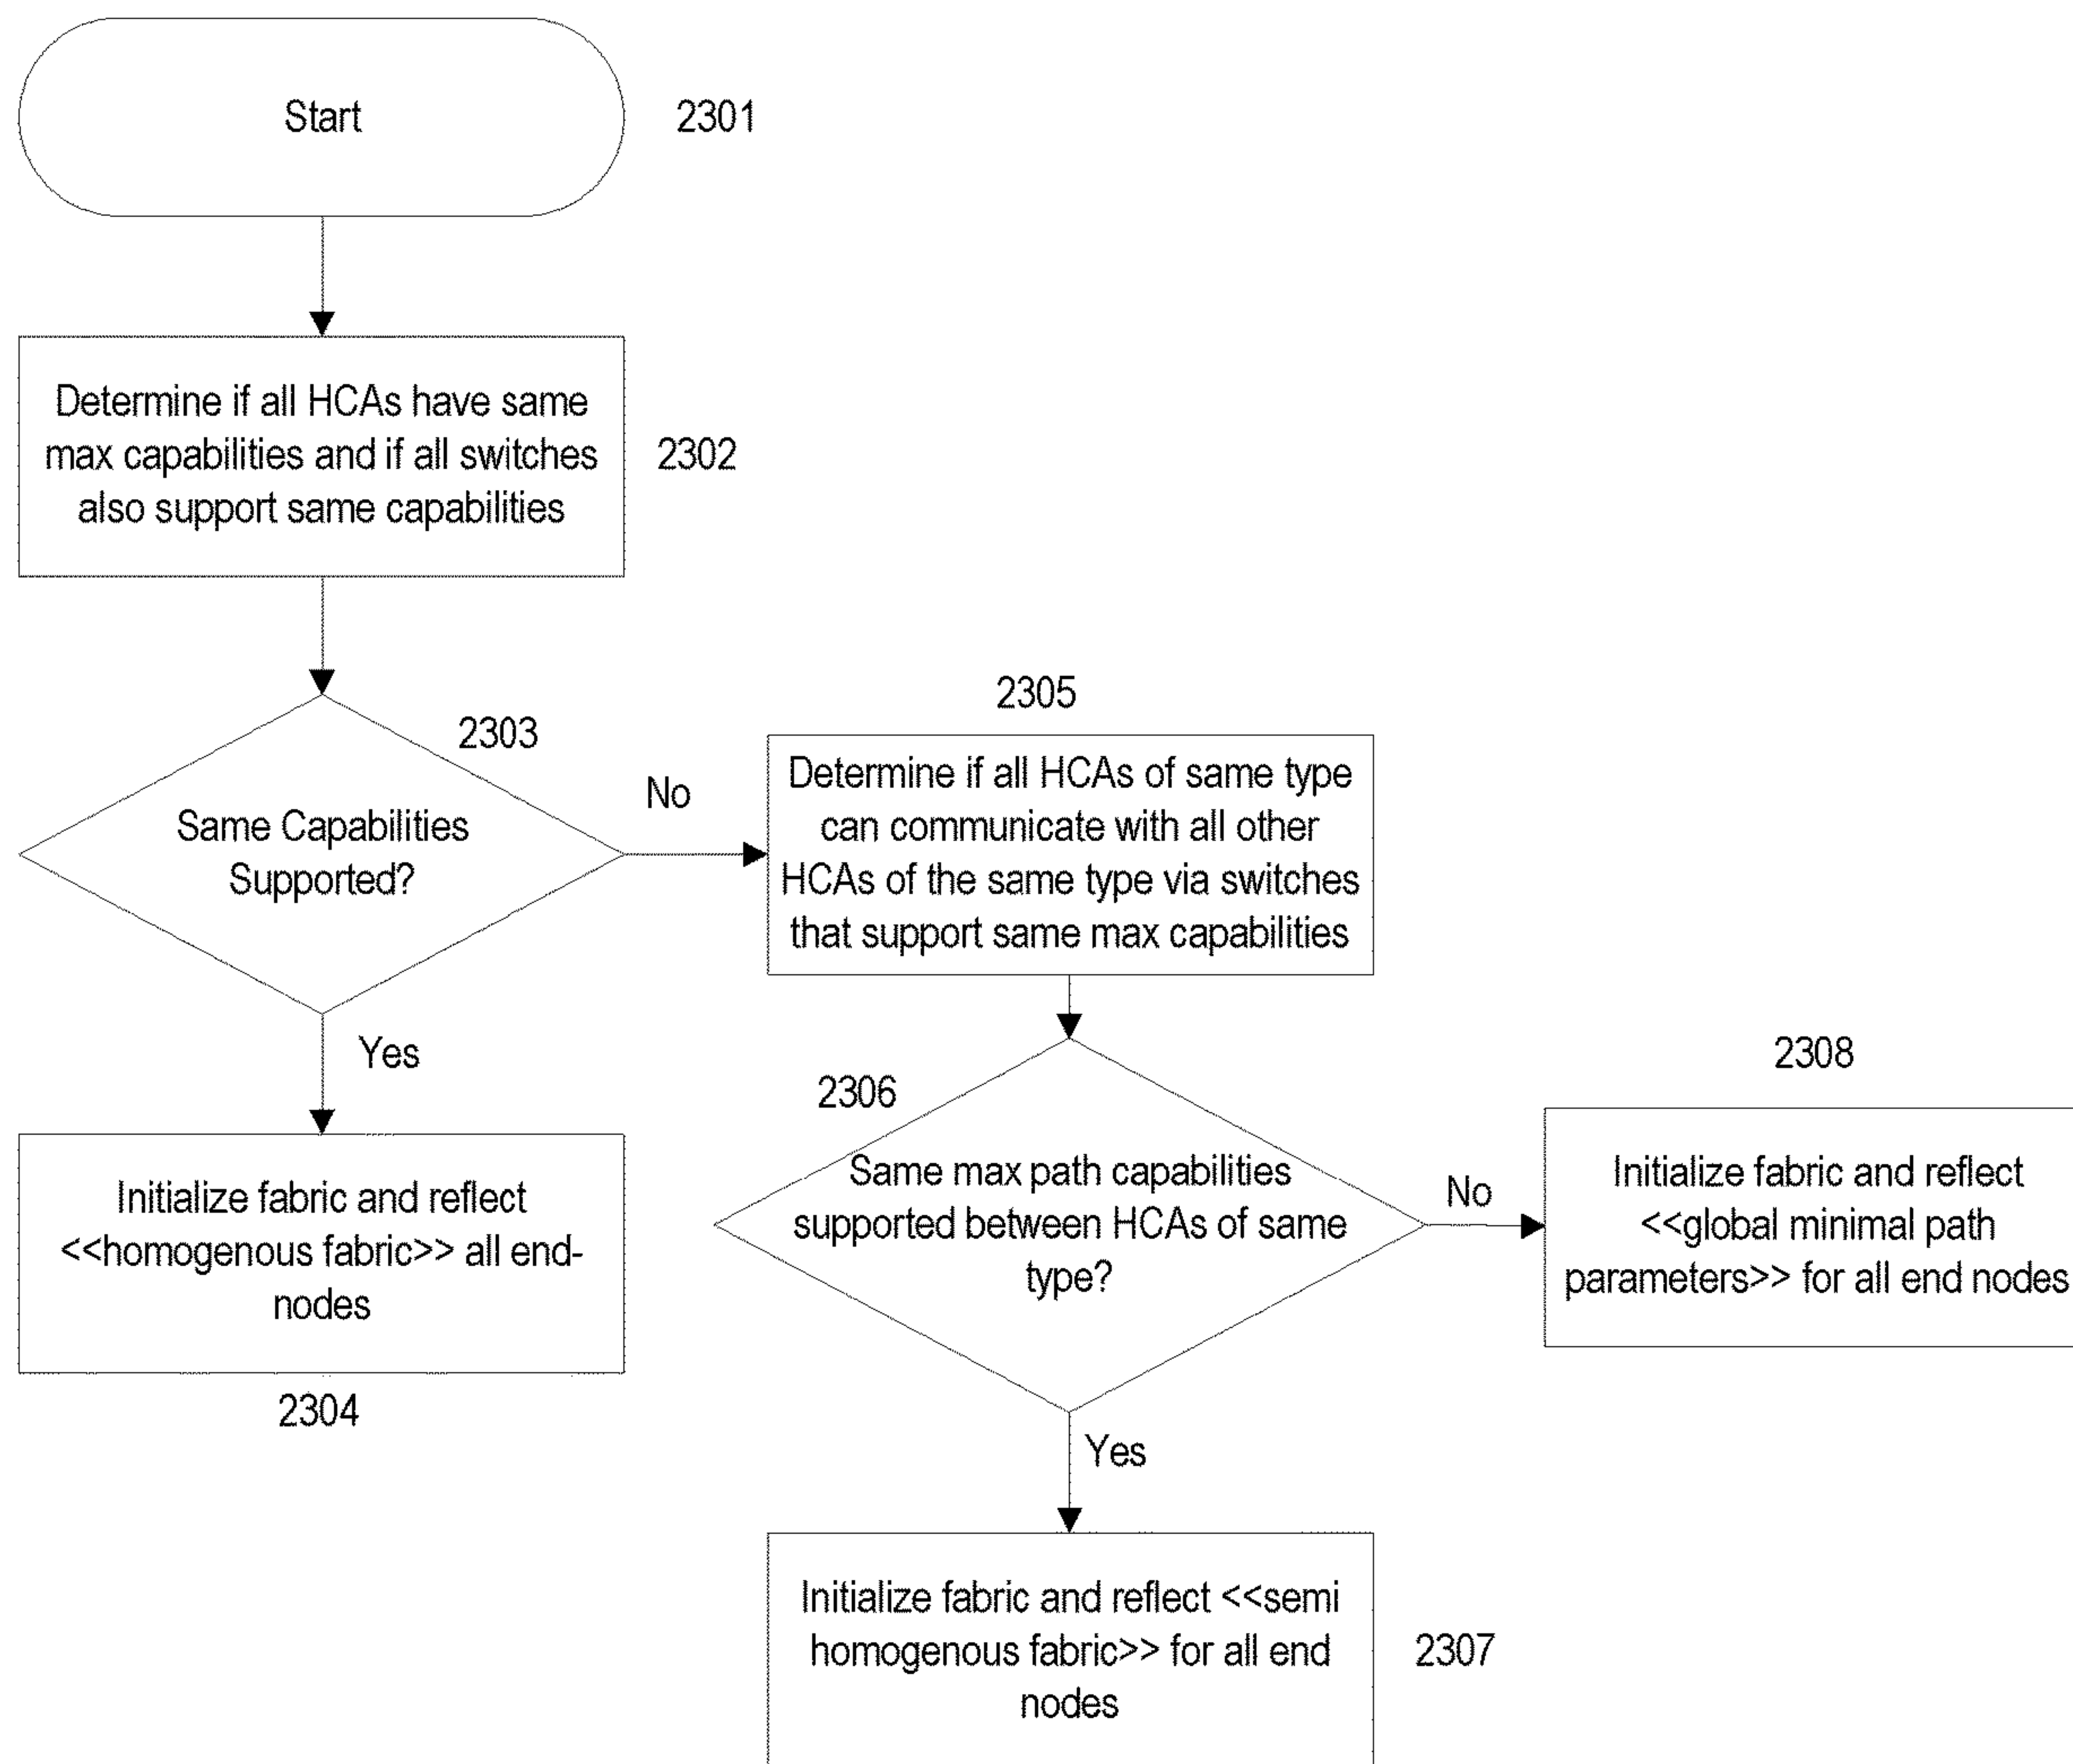 Start
2301
Determine if all HCAs have same
max capabilities and if all switches
also support same capabilities
2302
2303
Same Capabilities
Supported?
No
Yes
2305
Determine if all HCAs of same type
can communicate with all other
HCAs of the same type via switches
that support same max capabilities
Initialize fabric and reflect
<<homogenous fabric>> all end-
nodes
2304
2306
Same max path capabilities
supported between HCAs of same
type?
No
Yes
2308
Initialize fabric and reflect
<<global minimal path
parameters>> for all end nodes
Initialize fabric and reflect <<semi
homogenous fabric>> for all end
nodes
2307